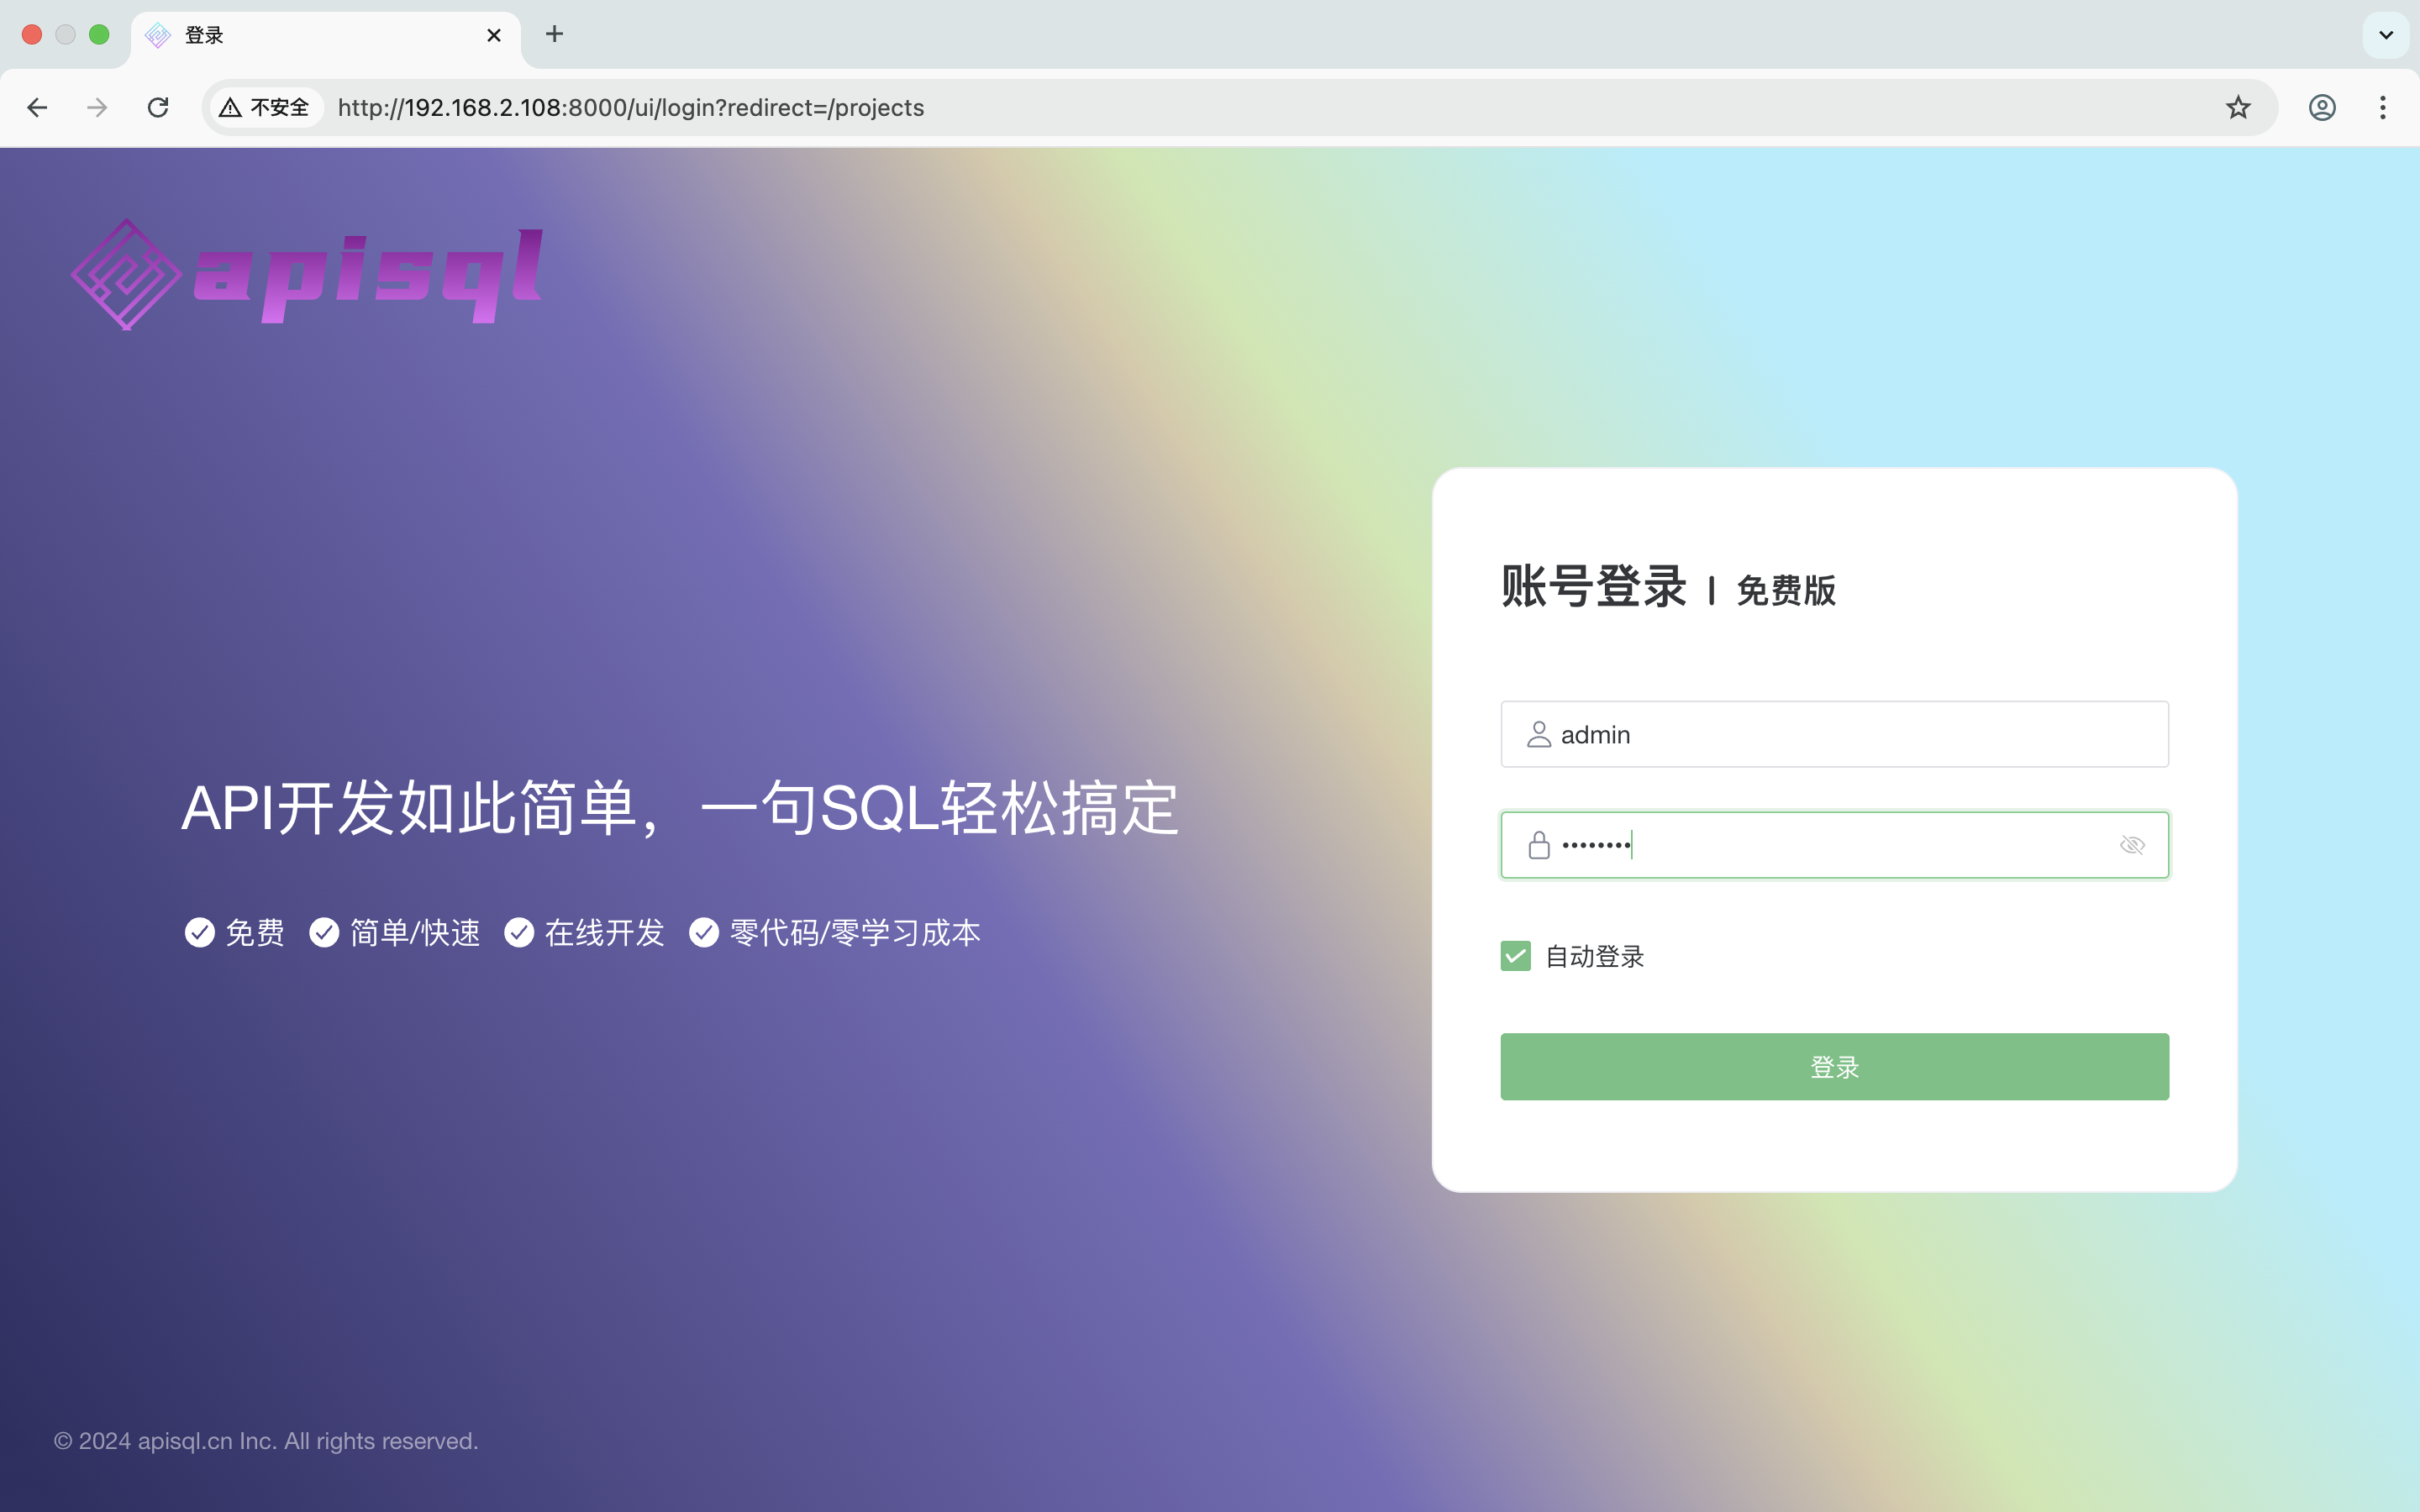 登录
不安全
http://192.168.2.108:8000/ui/login?redirect=/projects
apisql
API开发如此简单，一句SQL轻松搞定
免费 简单/快速 在线开发 零代码/零学习成本
账号登录 | 免费版
admin
••••••••
自动登录
登录
© 2024 apisql.cn Inc. All rights reserved.